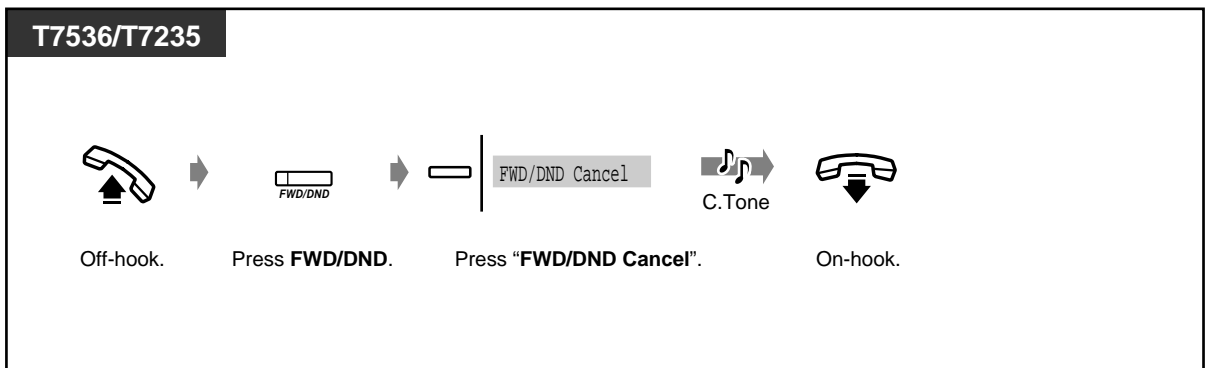 T7536/T7235
FWD/DND
FWD/DND Cancel
C.Tone
Off-hook.
Press FWD/DND.
Press “FWD/DND Cancel”.
On-hook.